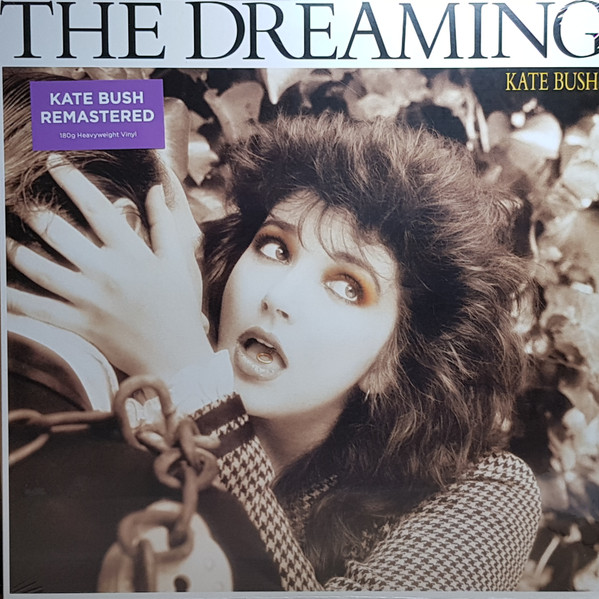 THE DREAMING
KATE BUSH
KATE BUSH
REMASTERED
180g Heavyweight Vinyl